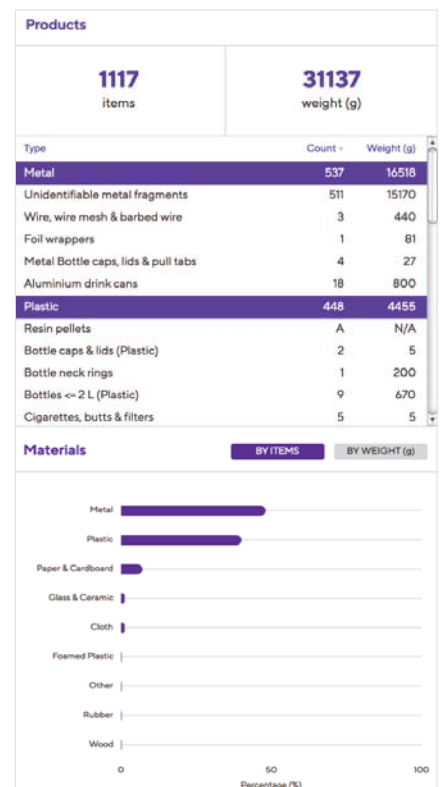 Products
1117 31137
items weight (g)
Type Count Weight (g)
Metal 537 16518
Unidentifiable metal fragments 511 15170
Wire, wire mesh & barbed wire 3 440
Foil wrappers 1 81
Metal Bottle caps, lids & pull tabs 4 27
Aluminium drink cans 18 800
Plastic 448 4455
Resin pellets A N/A
Bottle caps & lids (Plastic) 2 5
Bottle neck rings 1 200
Bottles <= 2 L (Plastic) 9 670
Cigarettes, butts & filters 5 5
Materials BY ITEMS BY WEIGHT (g)
Metal
Plastic
Paper & Cardboard
Glass & Ceramic
Cloth
Foamed Plastic
Other
Rubber
Wood
0 50 100
Percentage (%)